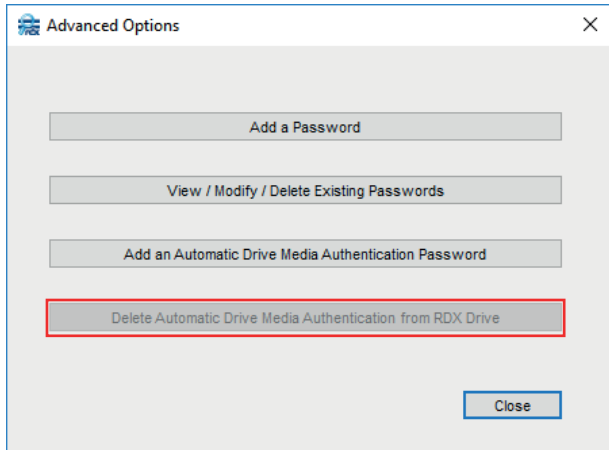 Advanced Options
Add a Password
View / Modify / Delete Existing Passwords
Add an Automatic Drive Media Authentication Password
Delete Automatic Drive Media Authentication from RDX Drive
Close